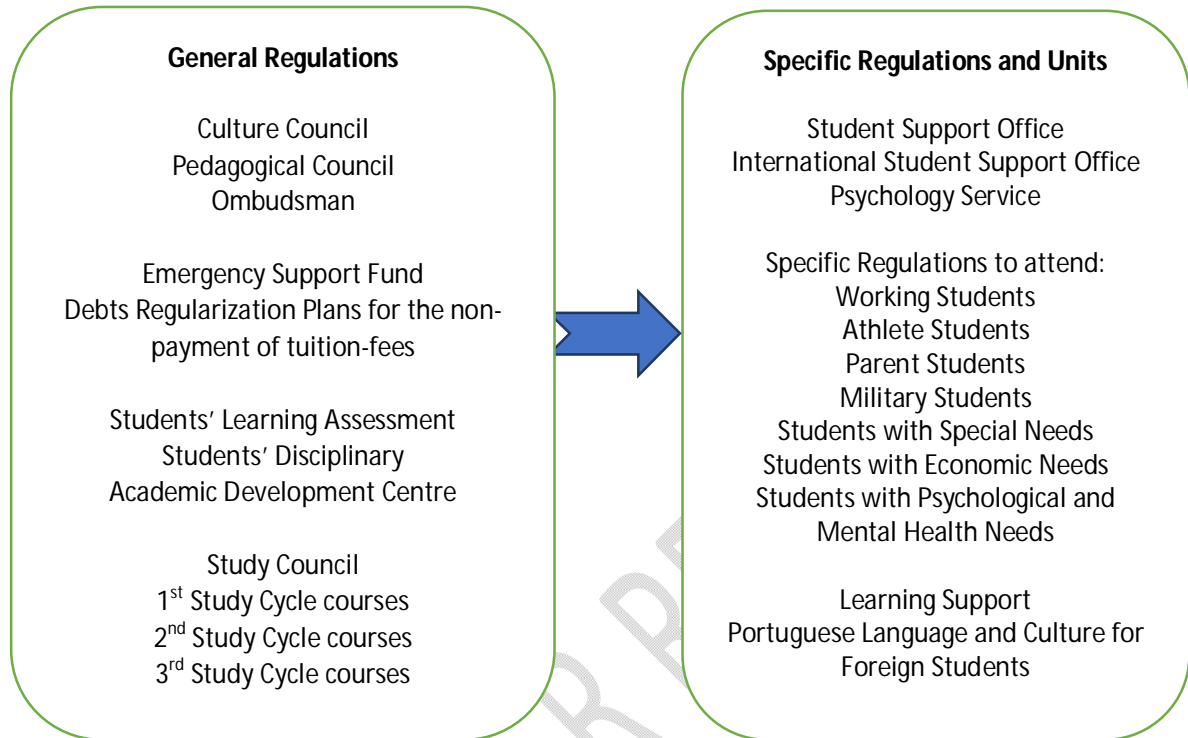 General Regulations
Culture Council
Pedagogical Council
Ombudsman
Emergency Support Fund
Debts Regularization Plans for the non-
payment of tuition-fees
Students’ Learning Assessment
Students’ Disciplinary
Academic Development Centre
Study Council
1st Study Cycle courses
2nd Study Cycle courses
3rd Study Cycle courses
Specific Regulations and Units
Student Support Office
International Student Support Office
Psychology Service
Specific Regulations to attend:
Working Students
Athlete Students
Parent Students
Military Students
Students with Special Needs
Students with Economic Needs
Students with Psychological and
Mental Health Needs
Learning Support
Portuguese Language and Culture for
Foreign Students